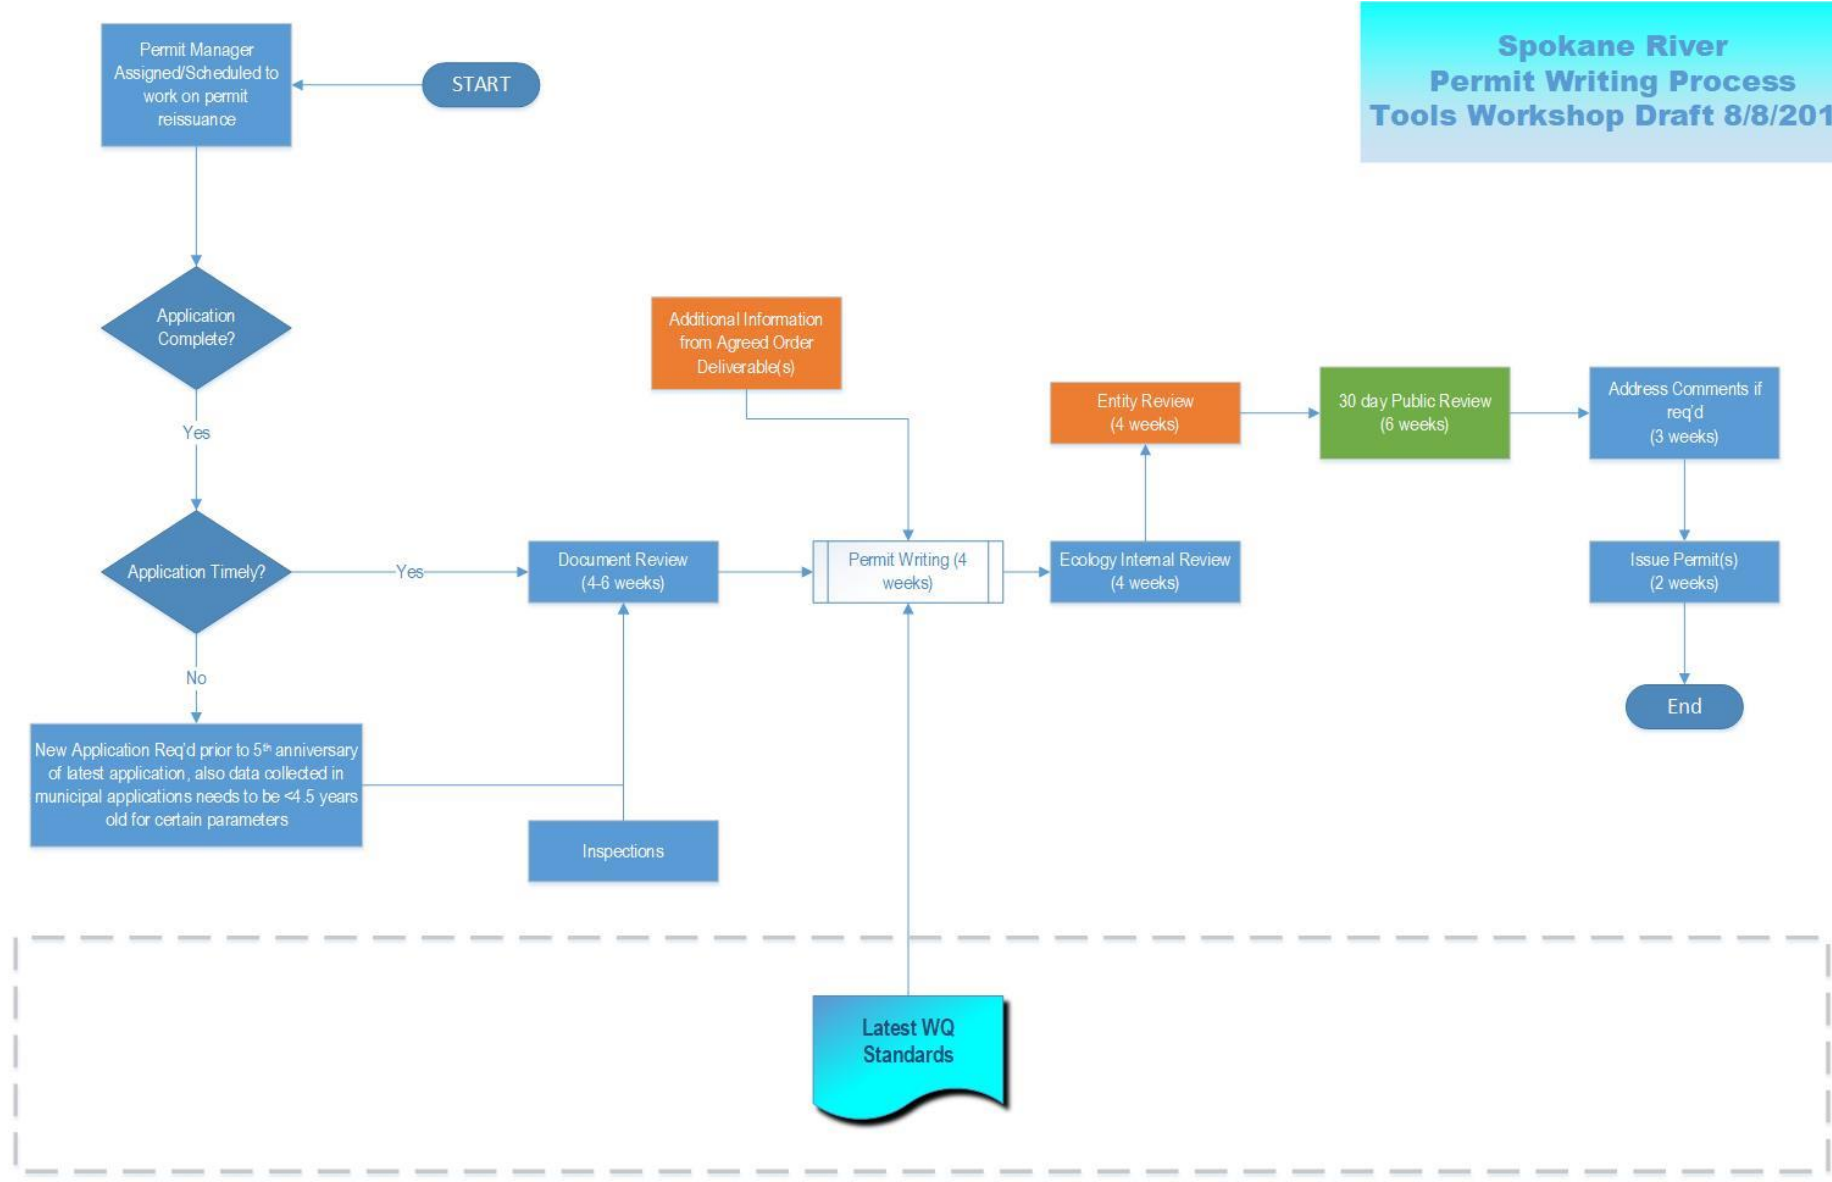 Spokane River
Permit Writing Process
Tools Workshop Draft 8/8/201
START
Permit Manager
Assigned/Scheduled to
work on permit
reissuance
Application
Complete?
Yes
Application Timely?
Yes
No
New Application Req'd prior to 5th anniversary
of latest application, also data collected in
municipal applications needs to be <4.5 years
old for certain parameters
Inspections
Document Review
(4-6 weeks)
Additional Information
from Agreed Order
Deliverable(s)
Permit Writing (4
weeks)
Latest WQ
Standards
Ecology Internal Review
(4 weeks)
Entity Review
(4 weeks)
30 day Public Review
(6 weeks)
Address Comments if
req'd
(3 weeks)
Issue Permit(s)
(2 weeks)
End